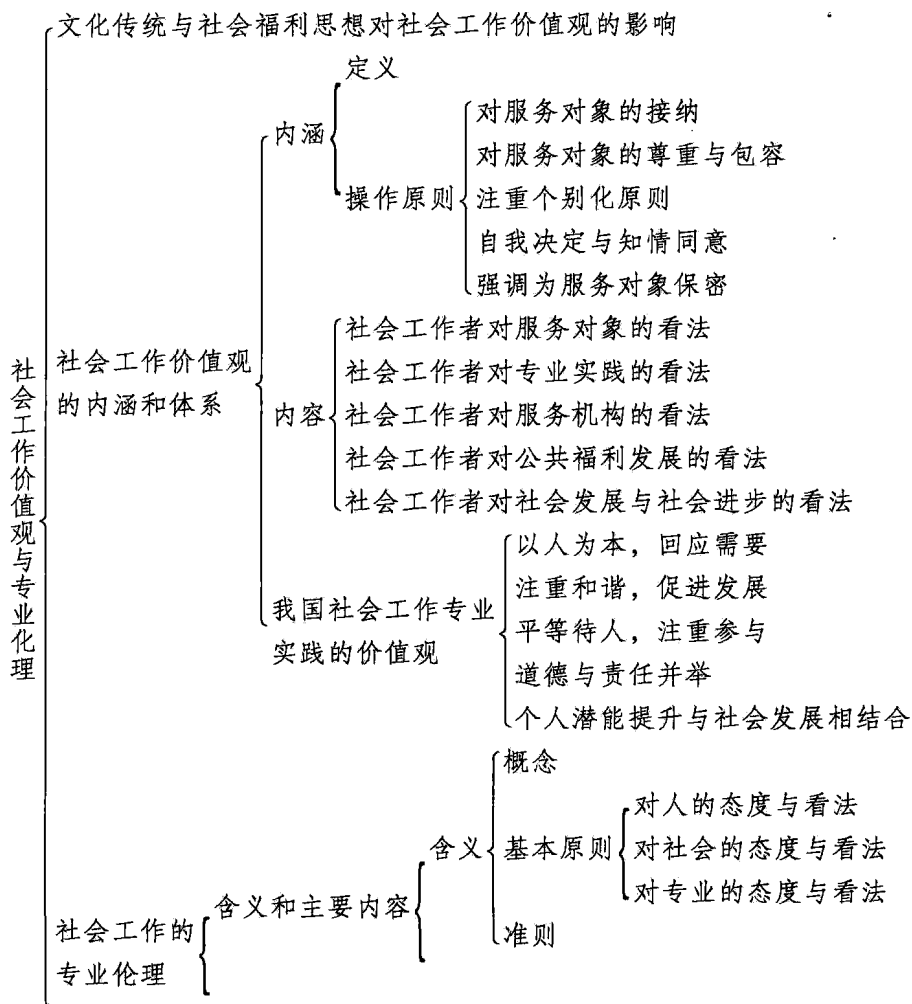 文化传统与社会福利思想对社会工作价值观的影响
定义
对服务对象的接纳
内涵
对服务对象的尊重与包容
操作原则
注重个别化原则
自我决定与知情同意
强调为服务对象保密
社会工作者对服务对象的看法
社会工作价值观
的内涵和体系
社会工作者对专业实践的看法
内容
社会工作者对服务机构的看法
社会工作者对公共福利发展的看法
社会工作者对社会发展与社会进步的看法
社会工作价值观与专业化理
以人为本，回应需要
注重和谐，促进发展
我国社会工作专业
实践的价值观
平等待人，注重参与
道德与责任并举
个人潜能提升与社会发展相结合
概念
对人的态度与看法
含义
基本原则
对社会的态度与看法
对专业的态度与看法
含义和主要内容
准则
社会工作的
专业伦理